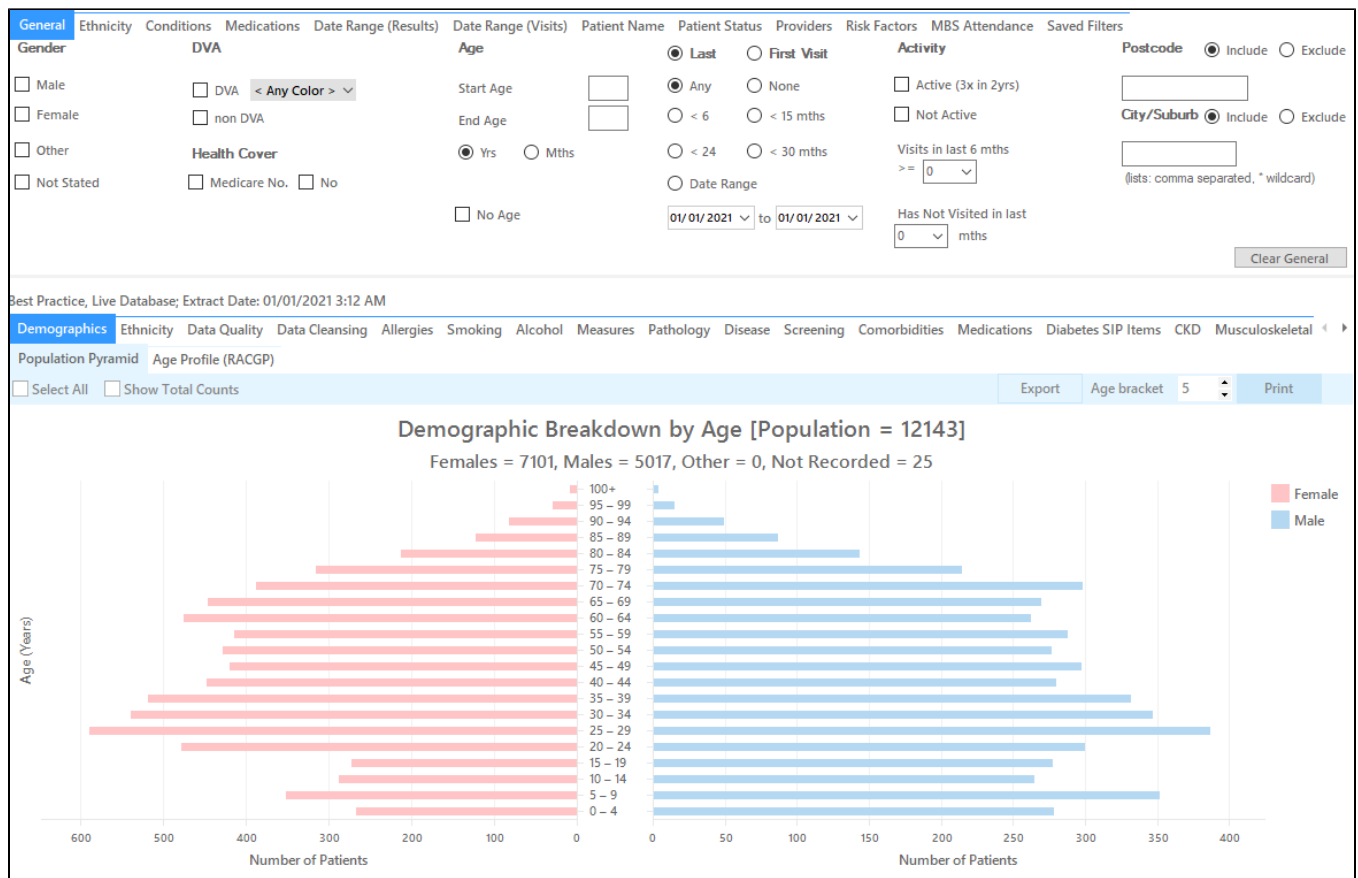 General Ethnicity Conditions Medications Date Range (Results) Date Range (Visits) Patient Name Patient Status Providers Risk Factors MBS Attendance Saved Filters
Gender DVA Age Last First Visit Activity Postcode Include Exclude
Male DVA < Any Color > Start Age Any None Active (3x in 2yrs)
Female non DVA End Age < 6 < 15 mths Not Active City/Suburb Include Exclude
Other Health Cover Yrs Mths < 24 < 30 mths Visits in last 6 mths
>= 0
Not Stated Medicare No. No Date Range (lists: comma separated, * wildcard)
No Age 01/01/2021 to 01/01/2021 Has Not Visited in last
0 mths
Clear General
Best Practice, Live Database; Extract Date: 01/01/2021 3:12 AM
Demographics Ethnicity Data Quality Data Cleansing Allergies Smoking Alcohol Measures Pathology Disease Screening Comorbidities Medications Diabetes SIP Items CKD Musculoskeletal
Population Pyramid Age Profile (RACGP)
Select All Show Total Counts Export Age bracket 5 Print
Demographic Breakdown by Age [Population = 12143]
Females = 7101, Males = 5017, Other = 0, Not Recorded = 25
Female
Male
Age (Years)
100+
95 – 99
90 – 94
85 – 89
80 – 84
75 – 79
70 – 74
65 – 69
60 – 64
55 – 59
50 – 54
45 – 49
40 – 44
35 – 39
30 – 34
25 – 29
20 – 24
15 – 19
10 – 14
5 – 9
0 – 4
600 500 400 300 200 100 0 0 50 100 150 200 250 300 350 400
Number of Patients Number of Patients